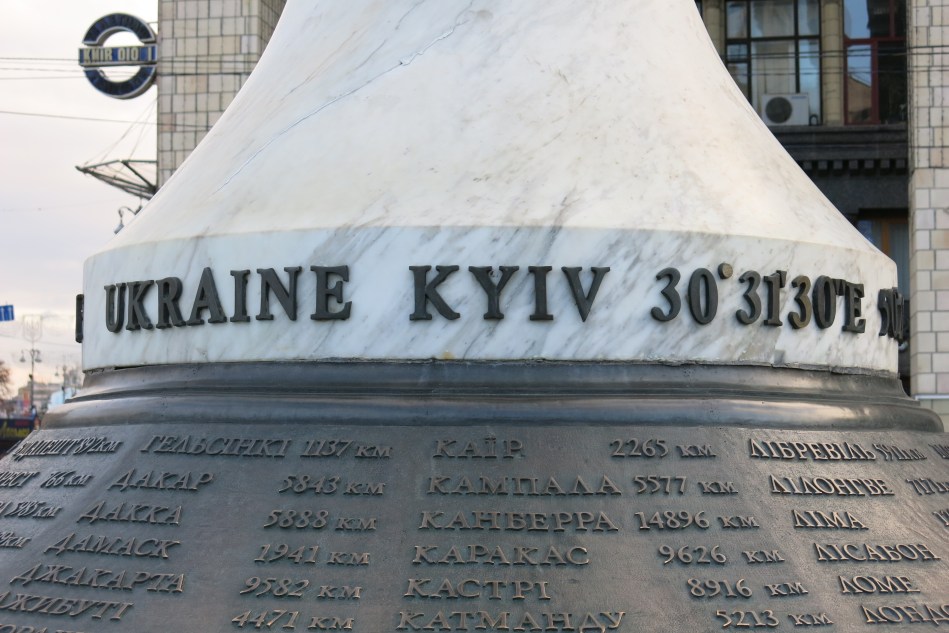 UKRAINE KYIV 30°31'30"E
ГЕЛЬСІНКІ 1137 КМ КАЇР 2265 КМ ЛІБРЕВІЛЬ
ДАКАР 5843 КМ КАМПАЛА 5577 КМ ЛІЛОНГВЕ
ДАККА 5888 КМ КАНБЕРРА 14896 КМ ЛІМА
ДАМАСК 1941 КМ КАРАКАС 9626 КМ ЛІСАБОН
ДЖАКАРТА 9582 КМ КАСТРІ 8916 КМ ЛОМЕ
ДЖИБУТІ 4471 КМ КАТМАНДУ 5213 КМ